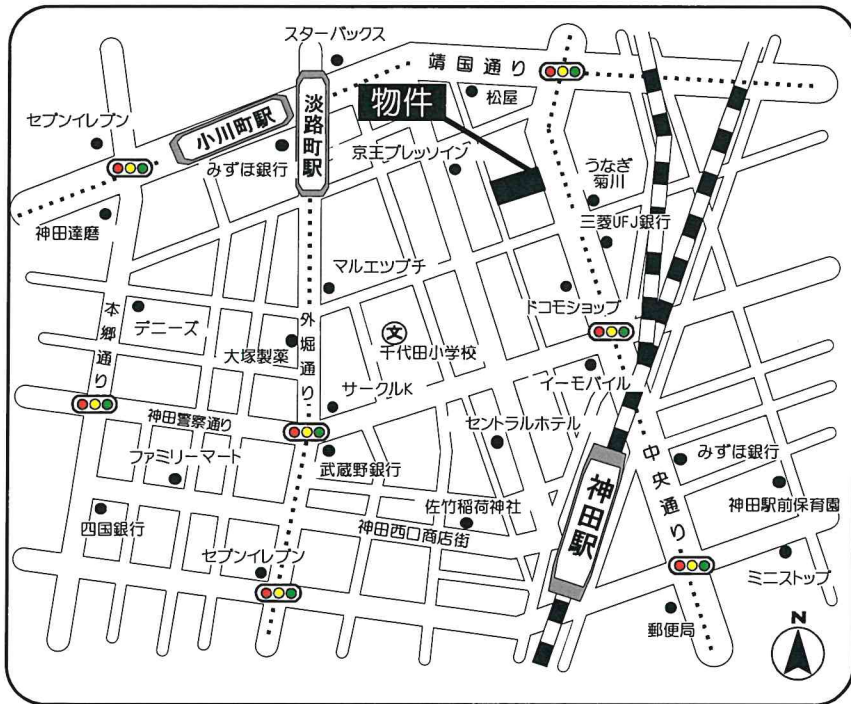 スターバックス
靖国通り
物件
松屋
セブンイレブン
小川町駅
淡路町駅
みずほ銀行
京王プレッソイン
うなぎ
菊川
神田達磨
三菱UFJ銀行
マルエツプチ
ドコモショップ
本郷通り
デニーズ
外堀通り
大塚製薬
文
千代田小学校
イーモバイル
サークルK
神田警察通り
セントラルホテル
中央通り
みずほ銀行
ファミリーマート
武蔵野銀行
神田駅
神田駅前保育園
四国銀行
佐竹稲荷神社
神田西口商店街
セブンイレブン
ミニストップ
郵便局
N